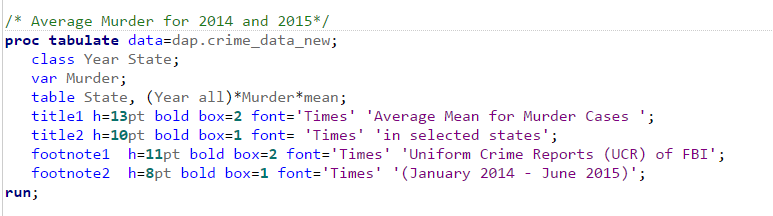 /* Average Murder for 2014 and 2015*/
proc tabulate data=dap.crime_data_new;
class Year State;
var Murder;
table State, (Year all)*Murder*mean;
title1 h=13pt bold box=2 font='Times' 'Average Mean for Murder Cases ';
title2 h=10pt bold box=1 font= 'Times' 'in selected states';
footnote1  h=11pt bold box=2 font='Times' 'Uniform Crime Reports (UCR) of FBI';
footnote2  h=8pt bold box=1 font='Times' '(January 2014 - June 2015)';
run;